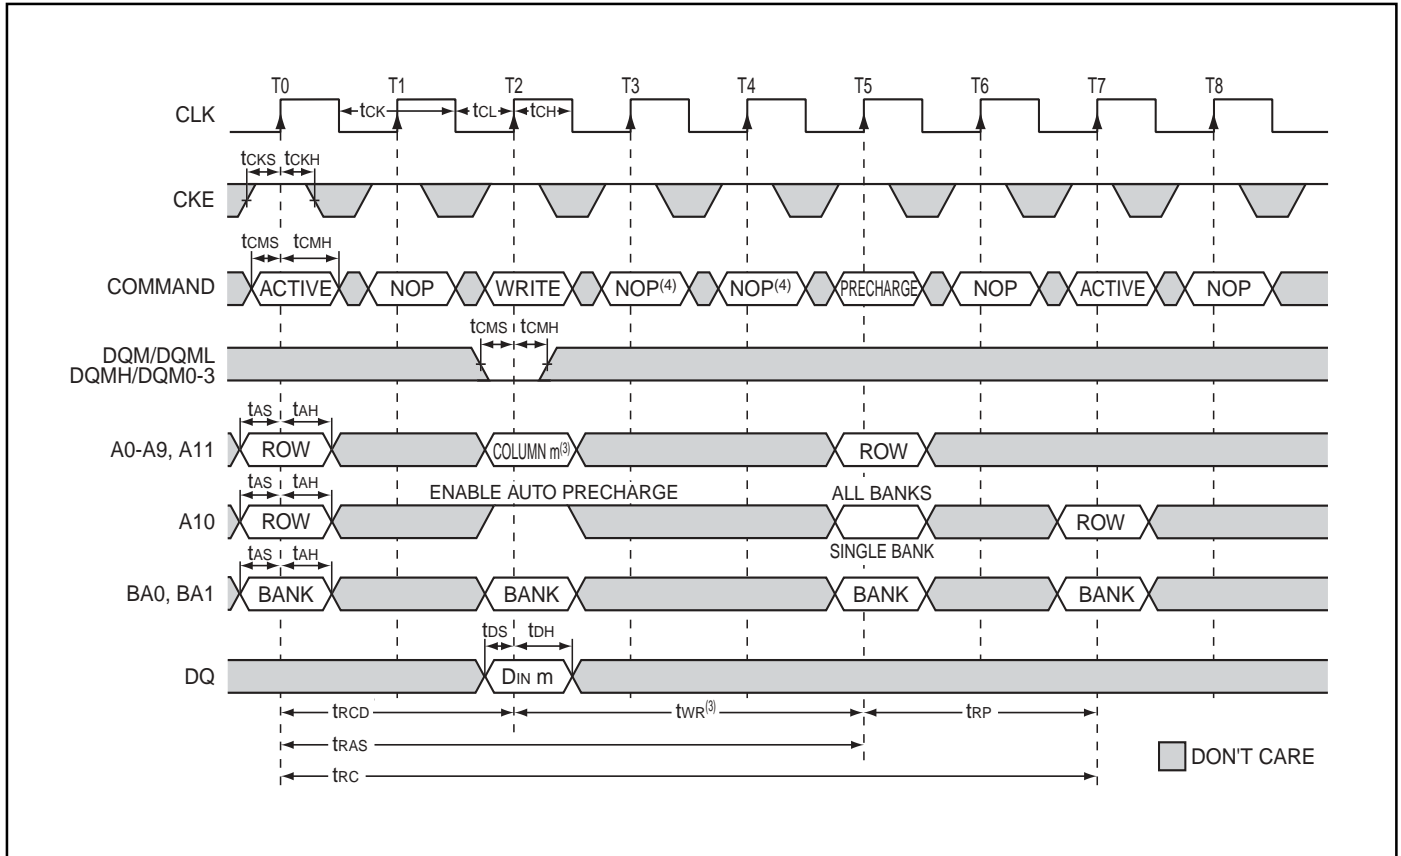 T0 T1 T2 T3 T4 T5 T6 T7 T8
CLK tCK tCL tCH
tCKS tCKH
CKE
tCMS tCMH
COMMAND ACTIVE NOP WRITE NOP(4) NOP(4) PRECHARGE NOP ACTIVE NOP
tCMS tCMH
DQM/DQML
DQMH/DQM0-3
tAS tAH
A0-A9, A11 ROW COLUMN m(3) ROW
tAS tAH ENABLE AUTO PRECHARGE ALL BANKS
A10 ROW ROW
SINGLE BANK
tAS tAH
BA0, BA1 BANK BANK BANK BANK
tDS tDH
DQ DIN m
tRCD tWR(3) tRP
tRAS
DON'T CARE
tRC